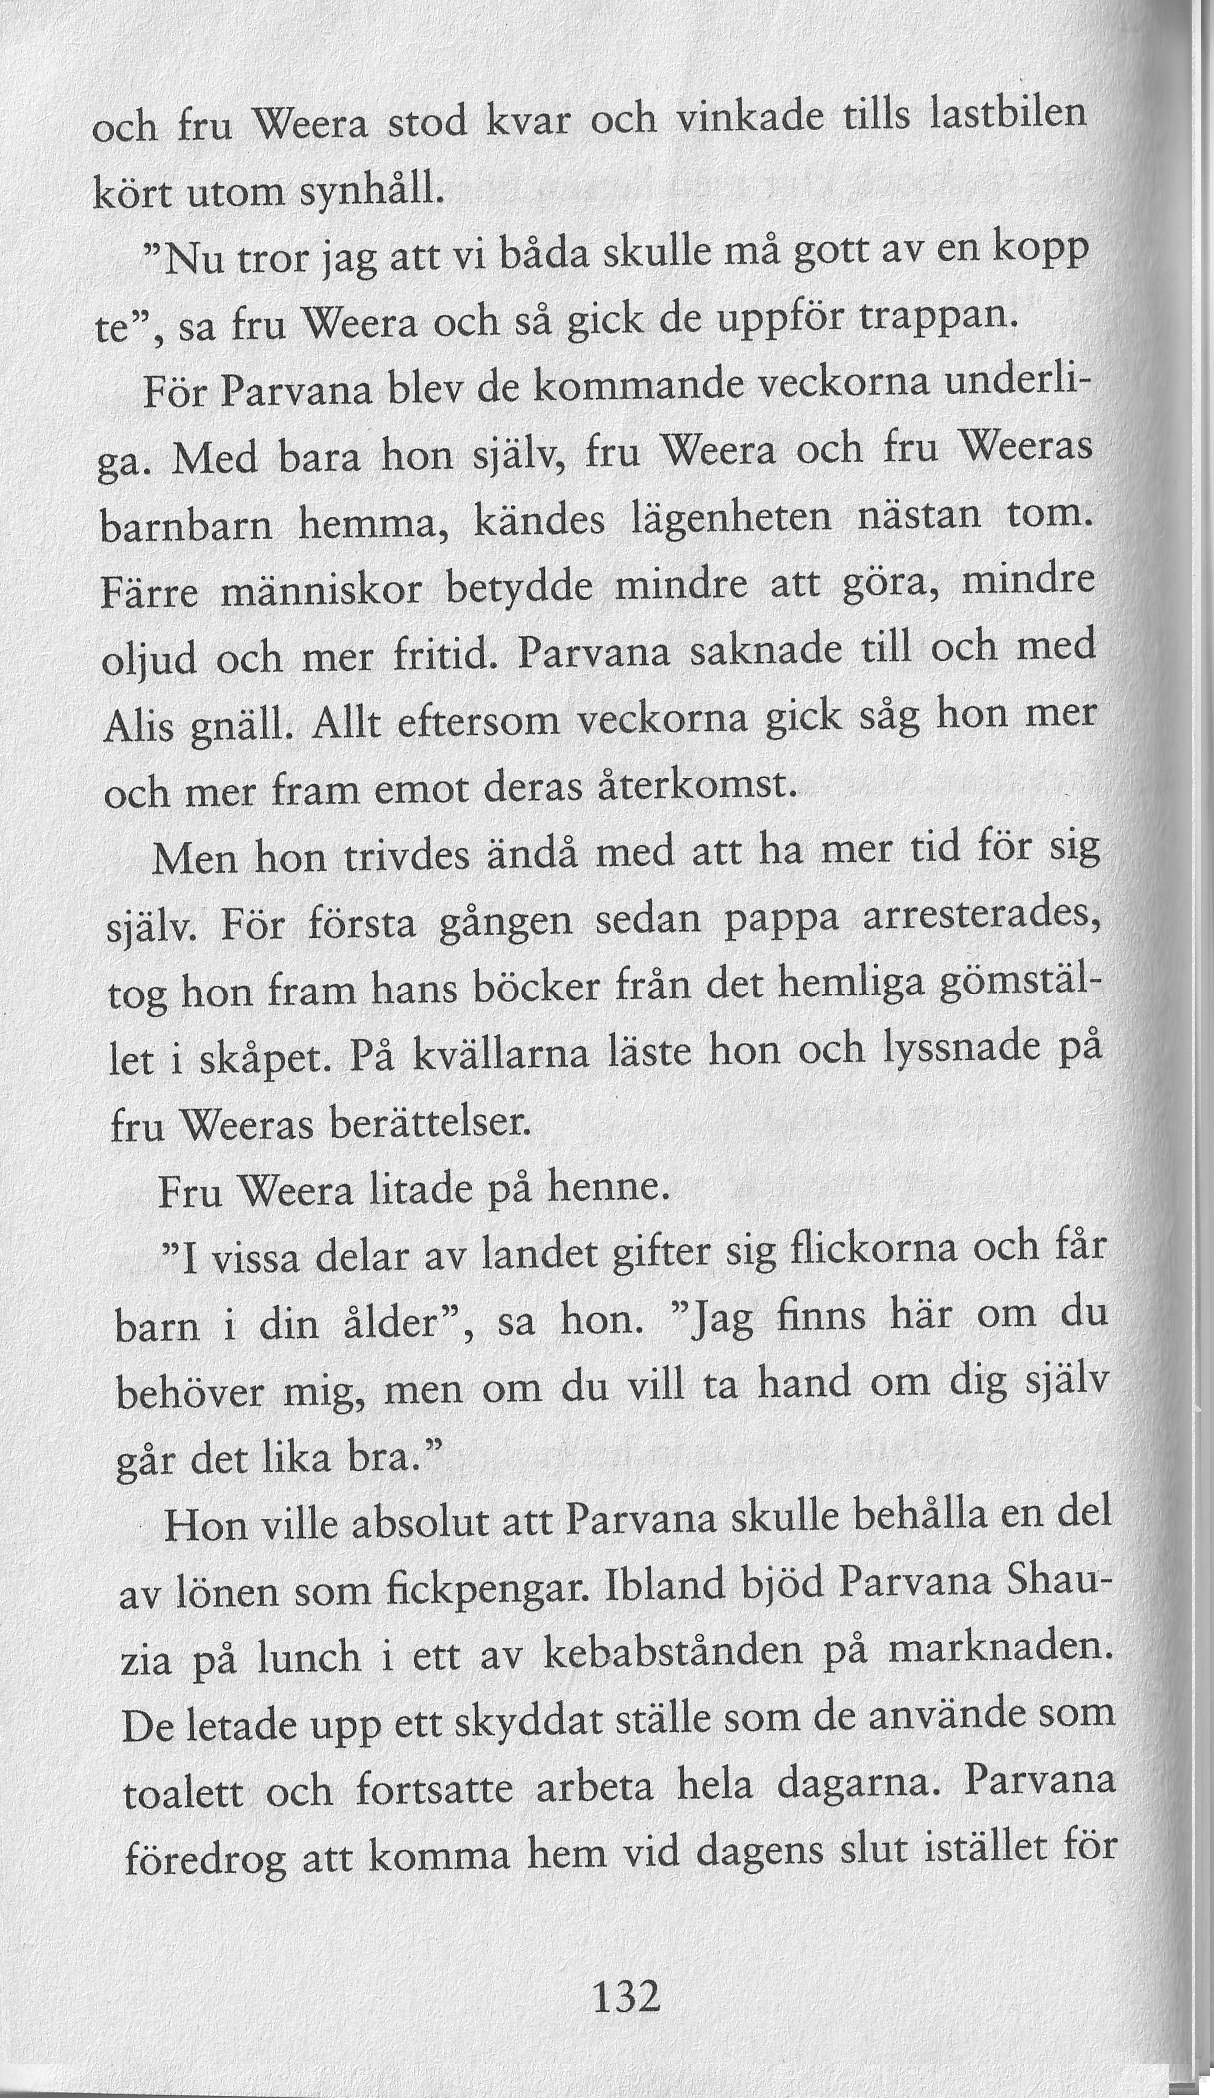 och fru Weera stod kvar och vinkade tills lastbilen
kört utom synhåll.
”Nu tror jag att vi båda skulle må gott av en kopp
te”, sa fru Weera och så gick de uppför trappan.
För Parvana blev de kommande veckorna underli-
ga. Med bara hon själv, fru Weera och fru Weeras
barnbarn hemma, kändes lägenheten nästan tom.
Färre människor betydde mindre att göra, mindre
oljud och mer fritid. Parvana saknade till och med
Alis gnäll. Allt eftersom veckorna gick såg hon mer
och mer fram emot deras återkomst.
Men hon trivdes ändå med att ha mer tid för sig
själv. För första gången sedan pappa arresterades,
tog hon fram hans böcker från det hemliga gömstäl-
let i skåpet. På kvällarna läste hon och lyssnade på
fru Weeras berättelser.
Fru Weera litade på henne.
”I vissa delar av landet gifter sig flickorna och får
barn i din ålder”, sa hon. ”Jag finns här om du
behöver mig, men om du vill ta hand om dig själv
går det lika bra.”
Hon ville absolut att Parvana skulle behålla en del
av lönen som fickpengar. Ibland bjöd Parvana Shau-
zia på lunch i ett av kebabstånden på marknaden.
De letade upp ett skyddat ställe som de använde som
toalett och fortsatte arbeta hela dagarna. Parvana
föredrog att komma hem vid dagens slut istället för
132